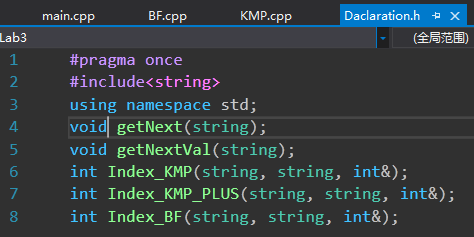 main.cpp BF.cpp KMP.cpp Daclaration.h
Lab3 (全局范围)
1 #pragma once
2 #include<string>
3 using namespace std;
4 void getNext(string);
5 void getNextVal(string);
6 int Index_KMP(string, string, int&);
7 int Index_KMP_PLUS(string, string, int&);
8 int Index_BF(string, string, int&);